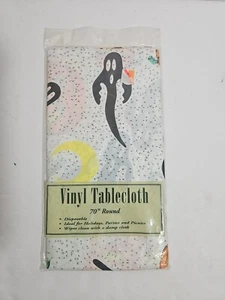 Vinyl Tablecloth
70" Round
• Disposable
• Ideal for Holidays, Parties and Picnics
• Wipes clean with a damp cloth